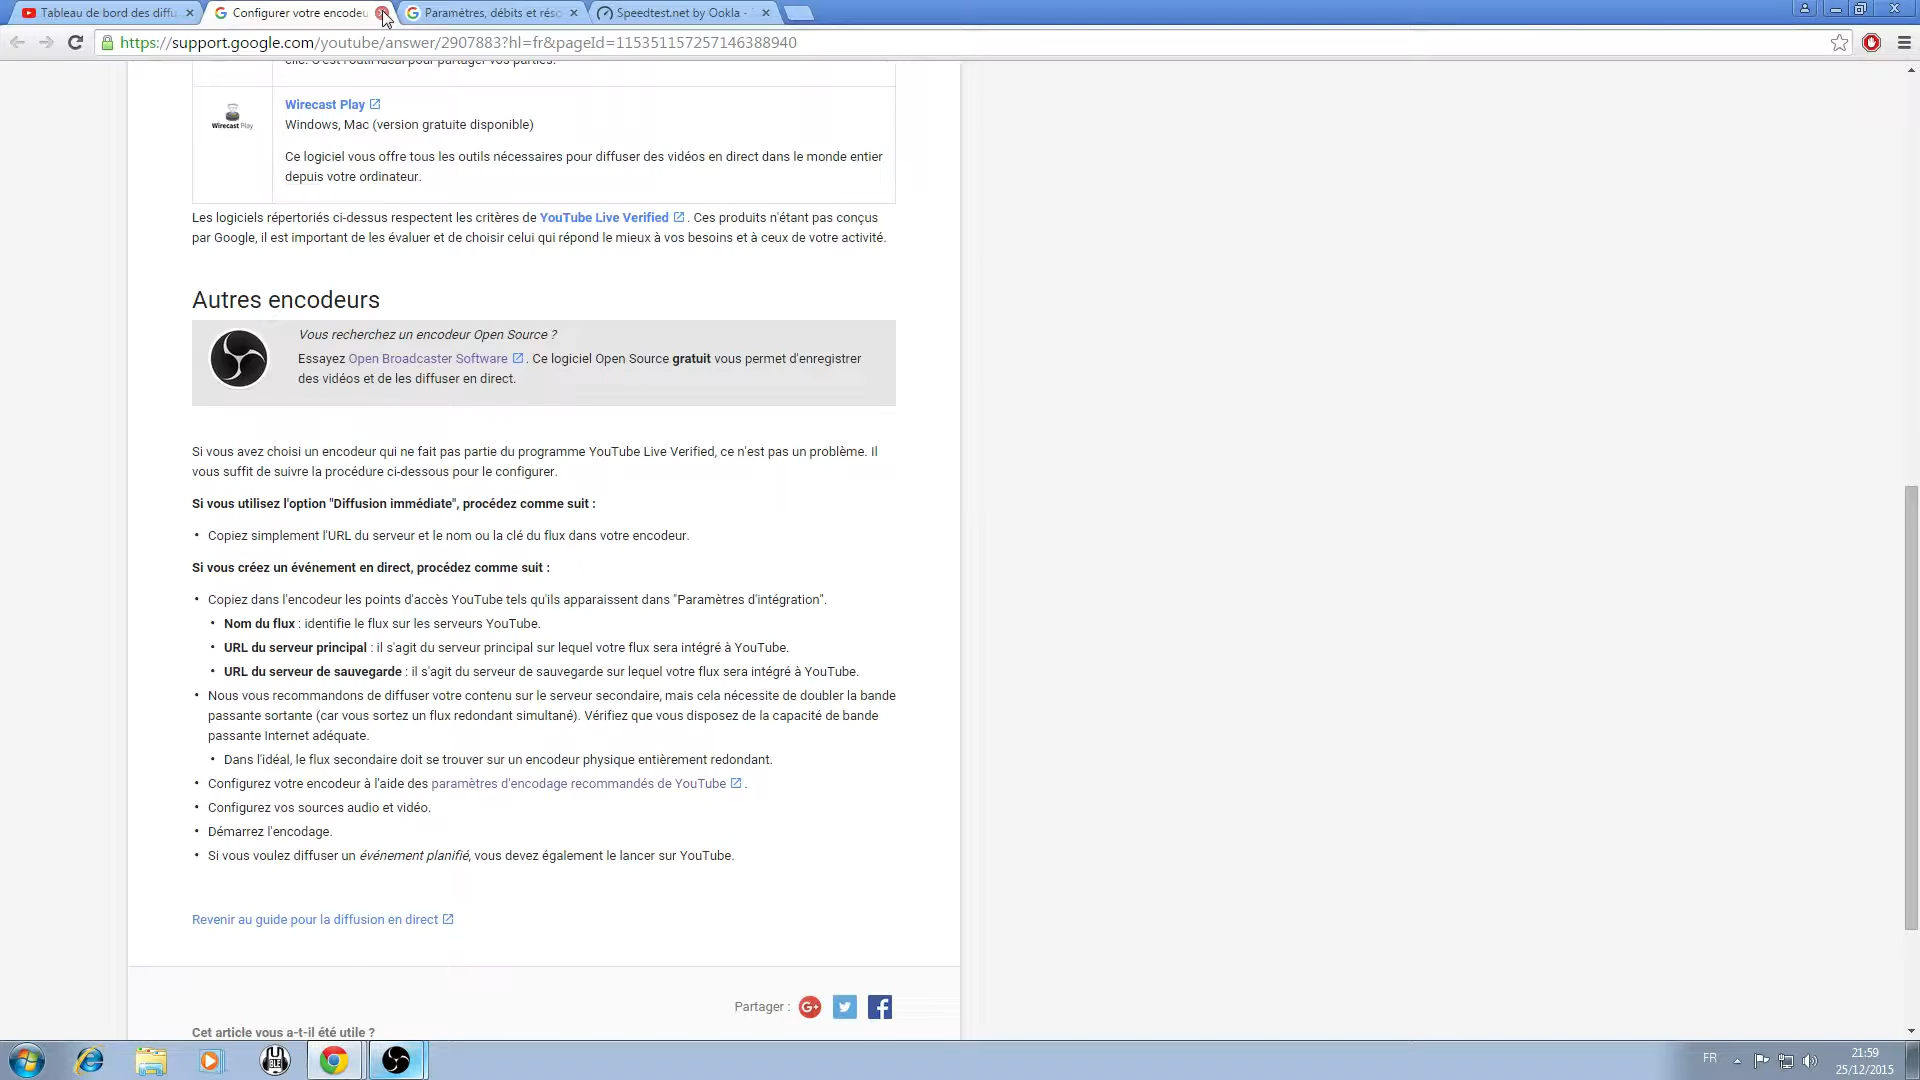 Tableau de bord des diffu
Configurer votre encodeu
Paramètres, débits et réso
Speedtest.net by Ookla -
https://support.google.com/youtube/answer/2907883?hl=fr&pageId=115351157257146388940
clic. C'est l'outil idéal pour partager vos parties.
Wirecast Play
Wirecast Play
Windows, Mac (version gratuite disponible)
Ce logiciel vous offre tous les outils nécessaires pour diffuser des vidéos en direct dans le monde entier
depuis votre ordinateur.
Les logiciels répertoriés ci-dessus respectent les critères de YouTube Live Verified . Ces produits n'étant pas conçus
par Google, il est important de les évaluer et de choisir celui qui répond le mieux à vos besoins et à ceux de votre activité.
Autres encodeurs
Vous recherchez un encodeur Open Source ?
Essayez Open Broadcaster Software . Ce logiciel Open Source gratuit vous permet d'enregistrer
des vidéos et de les diffuser en direct.
Si vous avez choisi un encodeur qui ne fait pas partie du programme YouTube Live Verified, ce n'est pas un problème. Il
vous suffit de suivre la procédure ci-dessous pour le configurer.
Si vous utilisez l'option "Diffusion immédiate", procédez comme suit :
• Copiez simplement l'URL du serveur et le nom ou la clé du flux dans votre encodeur.
Si vous créez un événement en direct, procédez comme suit :
• Copiez dans l'encodeur les points d'accès YouTube tels qu'ils apparaissent dans "Paramètres d'intégration".
• Nom du flux : identifie le flux sur les serveurs YouTube.
• URL du serveur principal : il s'agit du serveur principal sur lequel votre flux sera intégré à YouTube.
• URL du serveur de sauvegarde : il s'agit du serveur de sauvegarde sur lequel votre flux sera intégré à YouTube.
• Nous vous recommandons de diffuser votre contenu sur le serveur secondaire, mais cela nécessite de doubler la bande
passante sortante (car vous sortez un flux redondant simultané). Vérifiez que vous disposez de la capacité de bande
passante Internet adéquate.
• Dans l'idéal, le flux secondaire doit se trouver sur un encodeur physique entièrement redondant.
• Configurez votre encodeur à l'aide des paramètres d'encodage recommandés de YouTube .
• Configurez vos sources audio et vidéo.
• Démarrez l'encodage.
• Si vous voulez diffuser un événement planifié, vous devez également le lancer sur YouTube.
Revenir au guide pour la diffusion en direct
Partager :
Cet article vous a-t-il été utile ?
FR
21:59
25/12/2015